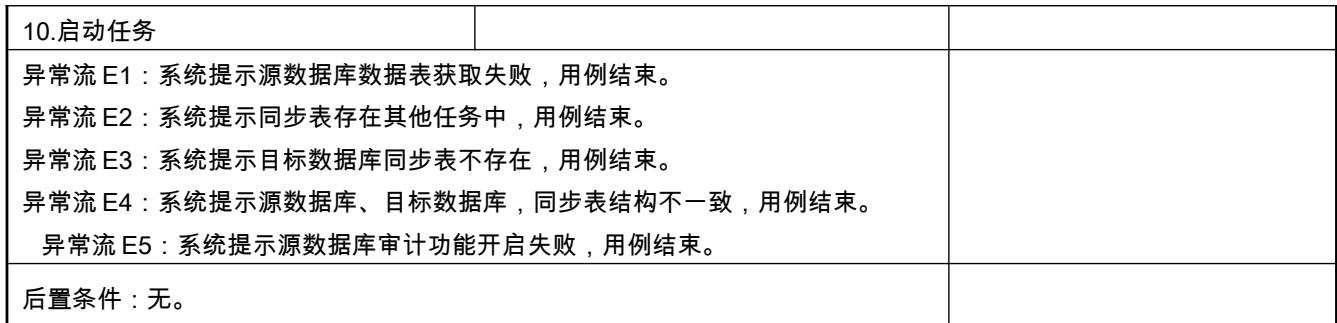 10.启动任务
异常流 E1：系统提示源数据库数据表获取失败，用例结束。
异常流 E2：系统提示同步表存在其他任务中，用例结束。
异常流 E3：系统提示目标数据库同步表不存在，用例结束。
异常流 E4：系统提示源数据库、目标数据库，同步表结构不一致，用例结束。
异常流 E5：系统提示源数据库审计功能开启失败，用例结束。
后置条件：无。